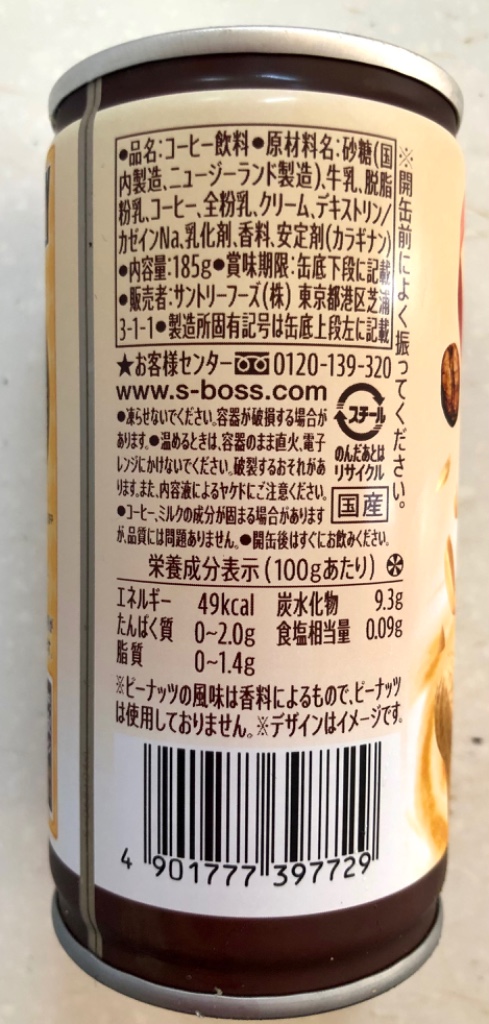 ●品名:コーヒー飲料●原材料名:砂糖(国
内製造、ニュージーランド製造)、牛乳、脱脂
粉乳、コーヒー、全粉乳、クリーム、デキストリン/
カゼインNa、乳化剤、香料、安定剤(カラギナン)
●内容量:185g●賞味期限:缶底下段に記載
●販売者:サントリーフーズ(株) 東京都港区芝浦
3-1-1●製造所固有記号は缶底上段左に記載
※開缶前によく振ってください。
★お客様センター 0120-139-320
www.s-boss.com
●凍らせないでください。容器が破損する場合が
あります。●温めるときは、容器のまま直火、電子
レンジにかけないでください。破裂するおそれがあ
ります。また、内容液によるヤケドにご注意ください。
●コーヒー、ミルクの成分が固まる場合があります
が、品質には問題ありません。●開缶後はすぐにお飲みください。
スチール
のんだあとは
リサイクル
国産
栄養成分表示(100gあたり)
エネルギー 49kcal 炭水化物 9.3g
たんぱく質 0~2.0g 食塩相当量 0.09g
脂質 0~1.4g
※ピーナッツの風味は香料によるもので、ピーナッツ
は使用しておりません。※デザインはイメージです。
4 901777 397729